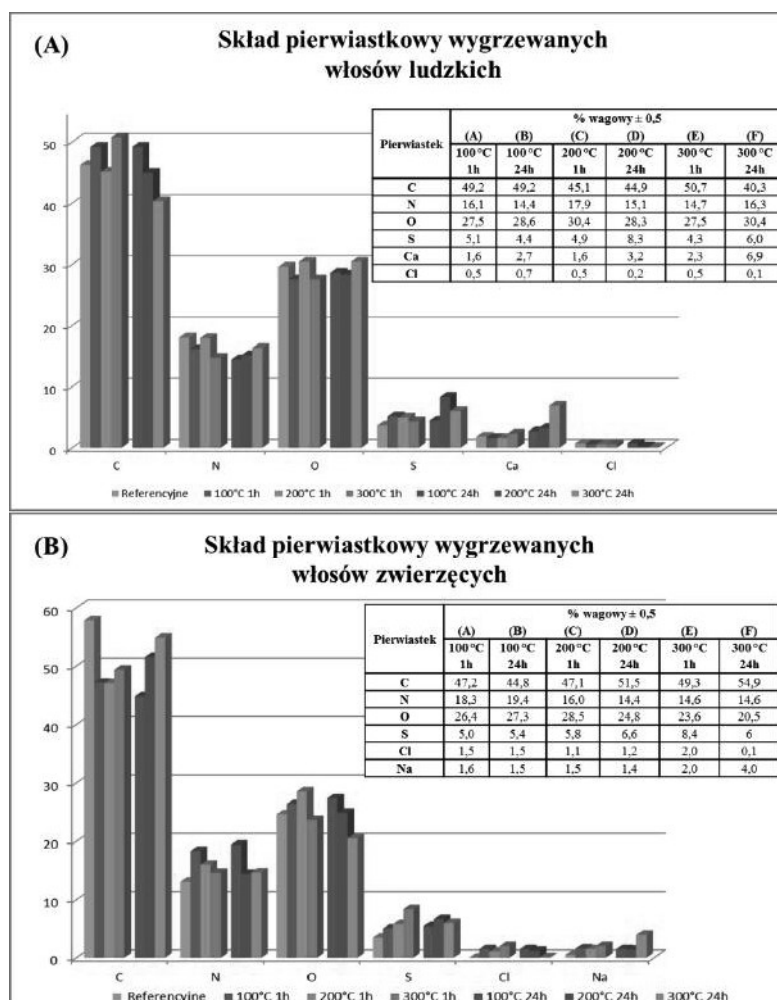 (A)
Skład pierwiastkowy wygrzewanych
włosów ludzkich
Pierwiastek % wagowy ± 0,5
(A) (B) (C) (D) (E) (F)
100 °C 100 °C 200 °C 200 °C 300 °C 300 °C
1h 24h 1h 24h 1h 24h
C 49,2 49,2 45,1 44,9 50,7 40,3
N 16,1 14,4 17,9 15,1 14,7 16,3
O 27,5 28,6 30,4 28,3 27,5 30,4
S 5,1 4,4 4,9 8,3 4,3 6,0
Ca 1,6 2,7 1,6 3,2 2,3 6,9
Cl 0,5 0,7 0,5 0,2 0,5 0,1
50
40
30
20
10
0
C N O S Ca Cl
Referencyjne 100°C 1h 200°C 1h 300°C 1h 100°C 24h 200°C 24h 300°C 24h
(B)
Skład pierwiastkowy wygrzewanych
włosów zwierzęcych
Pierwiastek % wagowy ± 0,5
(A) (B) (C) (D) (E) (F)
100 °C 100 °C 200 °C 200 °C 300 °C 300 °C
1h 24h 1h 24h 1h 24h
C 47,2 44,8 47,1 51,5 49,3 54,9
N 18,3 19,4 16,0 14,4 14,6 14,6
O 26,4 27,3 28,5 24,8 23,6 20,5
S 5,0 5,4 5,8 6,6 8,4 6
Cl 1,5 1,5 1,1 1,2 2,0 0,1
Na 1,6 1,5 1,5 1,4 2,0 4,0
60
50
40
30
20
10
0
C N O S Cl Na
Referencyjne 100°C 1h 200°C 1h 300°C 1h 100°C 24h 200°C 24h 300°C 24h